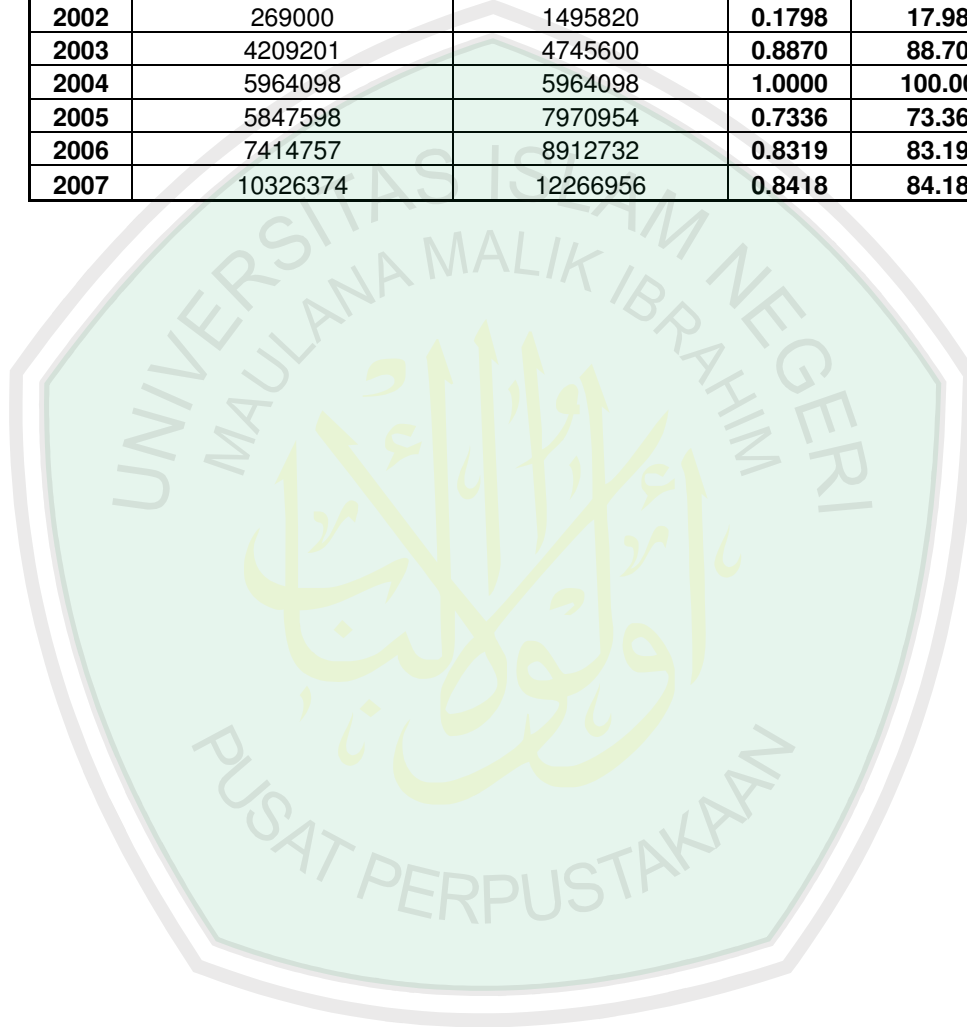 2002 269000 1495820 0.1798 17.98
2003 4209201 4745600 0.8870 88.70
2004 5964098 5964098 1.0000 100.00
2005 5847598 7970954 0.7336 73.36
2006 7414757 8912732 0.8319 83.19
2007 10326374 12266956 0.8418 84.18
UNIVERSITAS ISLAM NEGERI
MAULANA MALIK IBRAHIM
PUSAT PERPUSTAKAAN